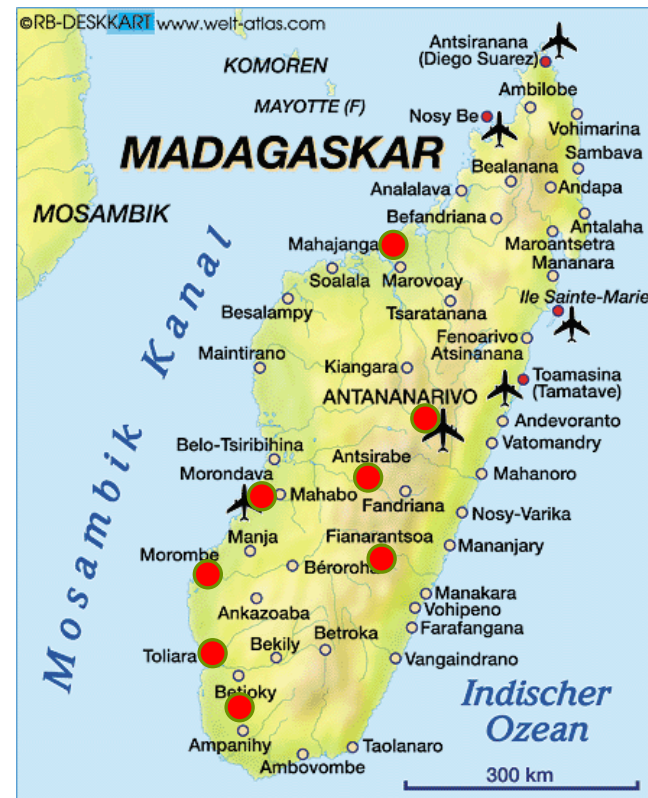 ©RB-DESKKART www.welt-atlas.com
Antsiranana
(Diego Suarez)
KOMOREN
Ambilobe
MAYOTTE (F)
Nosy Be
Vohimarina
MADAGASKAR
Sambava
Bealanana
Analalava
Andapa
MOSAMBIK
Befandriana
Antalaha
Mahajanga
Maroantsetra
Mananara
Soalala
Marovoay
Ile Sainte-Marie
Besalampy
Tsaratanana
Fenoarivo
Atsinanana
Maintirano
Kiangara
Toamasina
(Tamatave)
ANTANANARIVO
Andevoranto
Belo-Tsiribihina
Antsirabe
Vatomandry
Morondava
Mahabo
Mahanoro
Fandriana
Nosy-Varika
Manja
Fianarantsoa
Mananjary
Morombe
Béroroha
Mosambik Kanal
Manakara
Ankazoaba
Vohipeno
Farafangana
Toliara
Bekily
Betroka
Vangaindrano
Betioky
Indischer
Ozean
Ampanihy
Taolanaro
Ambovombe
300 km